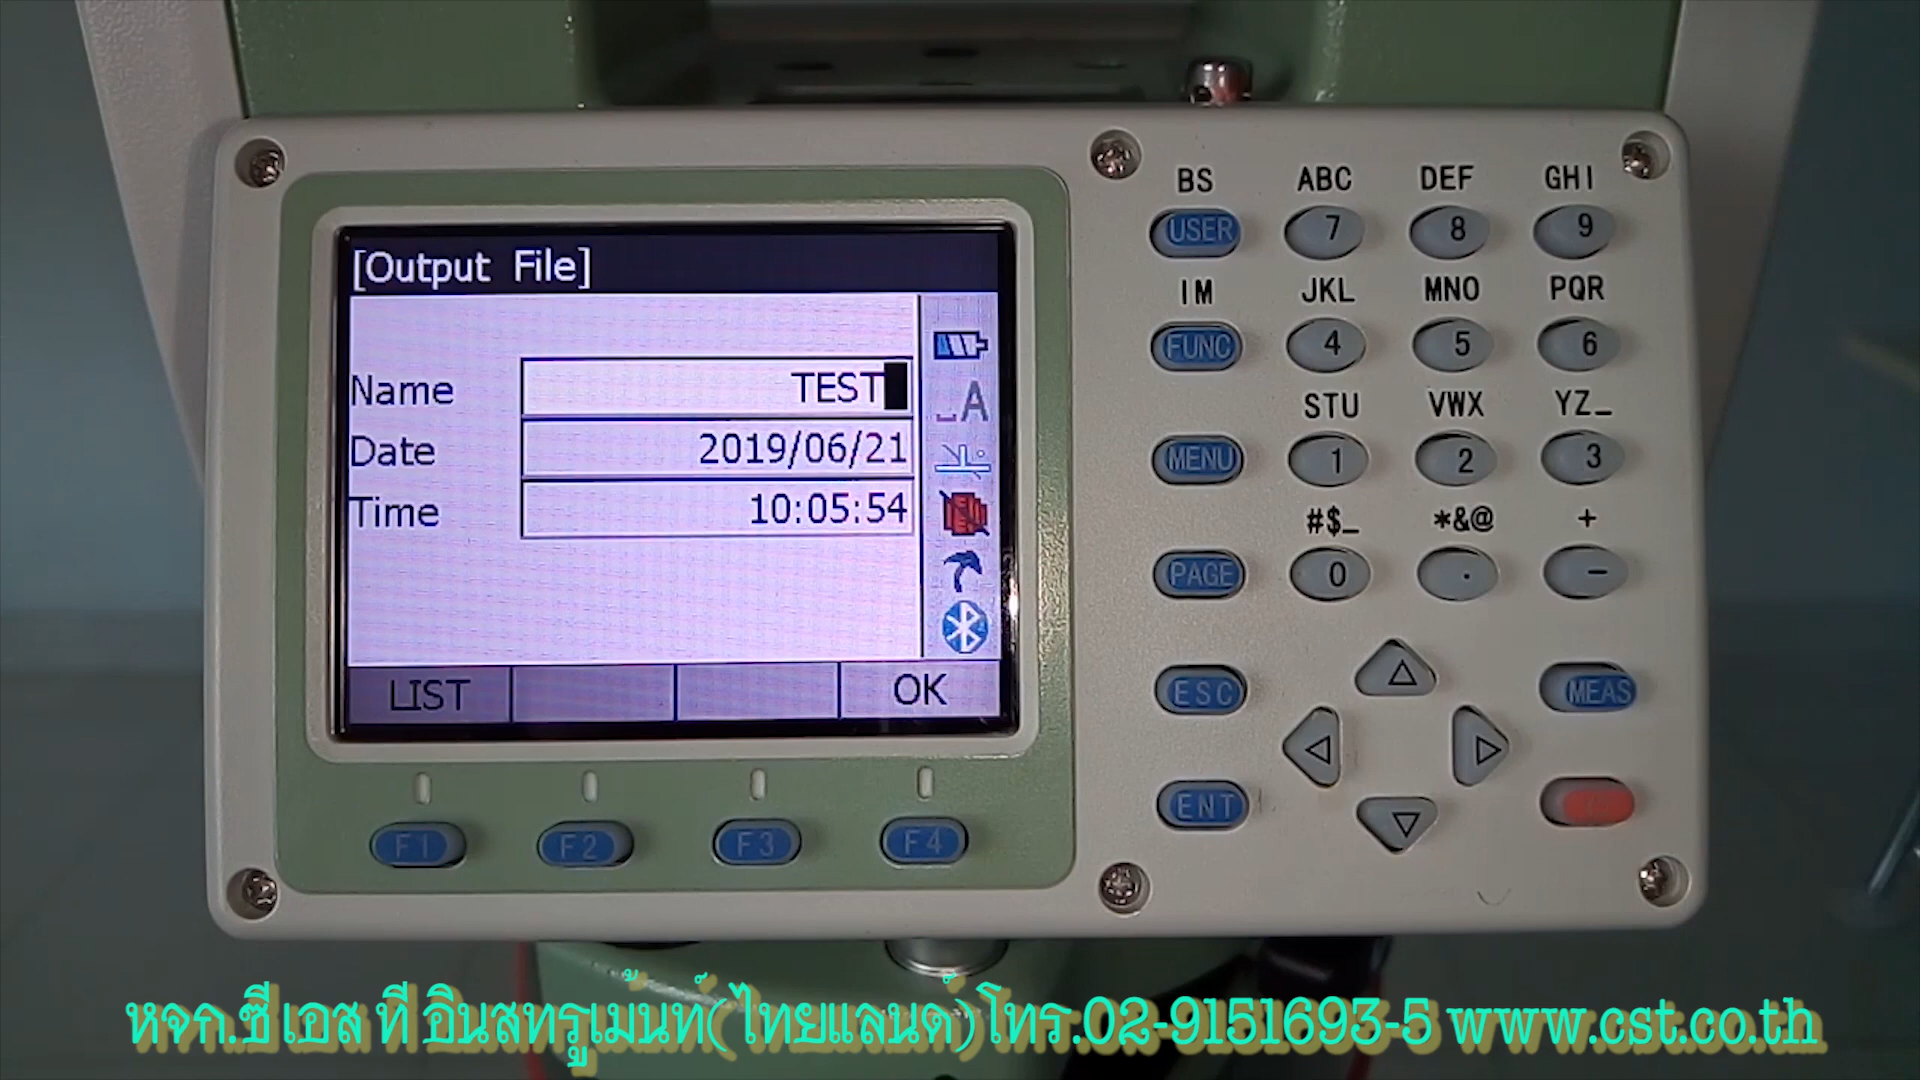 [Output File]
Name TEST
Date 2019/06/21
Time 10:05:54
A
LIST OK
F1 F2 F3 F4
BS ABC DEF GHI
USER 7 8 9
IM JKL MNO PQR
FUNC 4 5 6
STU VWX YZ_
MENU 1 2 3
#$_ *&@ +
PAGE 0 . -
ESC MEAS
ENT
หจก.ซี เอส ที อินสทรูเม้นท์(ไทยแลนด์)โทร.02-9151693-5 www.cst.co.th